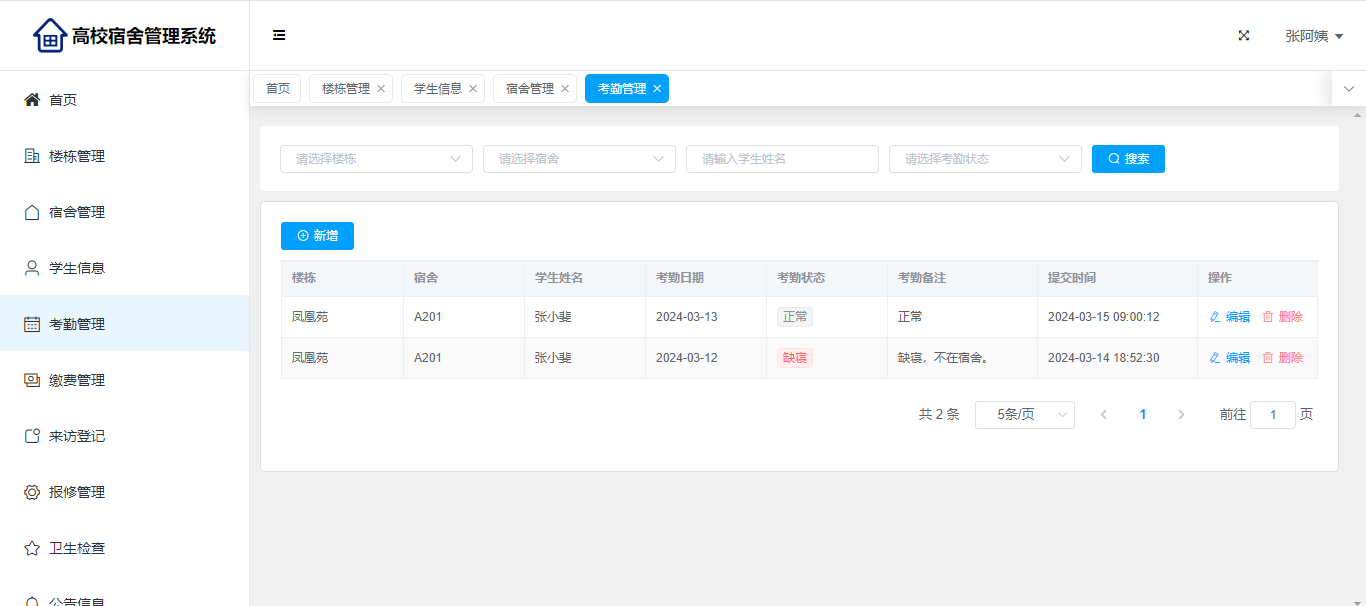 高校宿舍管理系统
张阿姨
首页
楼栋管理
学生信息
宿舍管理
考勤管理
首页
楼栋管理
宿舍管理
学生信息
考勤管理
缴费管理
来访登记
报修管理
卫生检查
公告信息
请选择楼栋
请选择宿舍
请输入学生姓名
请选择考勤状态
搜索
新增
楼栋 宿舍 学生姓名 考勤日期 考勤状态 考勤备注 提交时间 操作
凤凰苑 A201 张小斐 2024-03-13 正常 正常 2024-03-15 09:00:12 编辑 删除
凤凰苑 A201 张小斐 2024-03-12 缺寝 缺寝，不在宿舍。 2024-03-14 18:52:30 编辑 删除
共 2 条 5条/页 1 前往 1 页